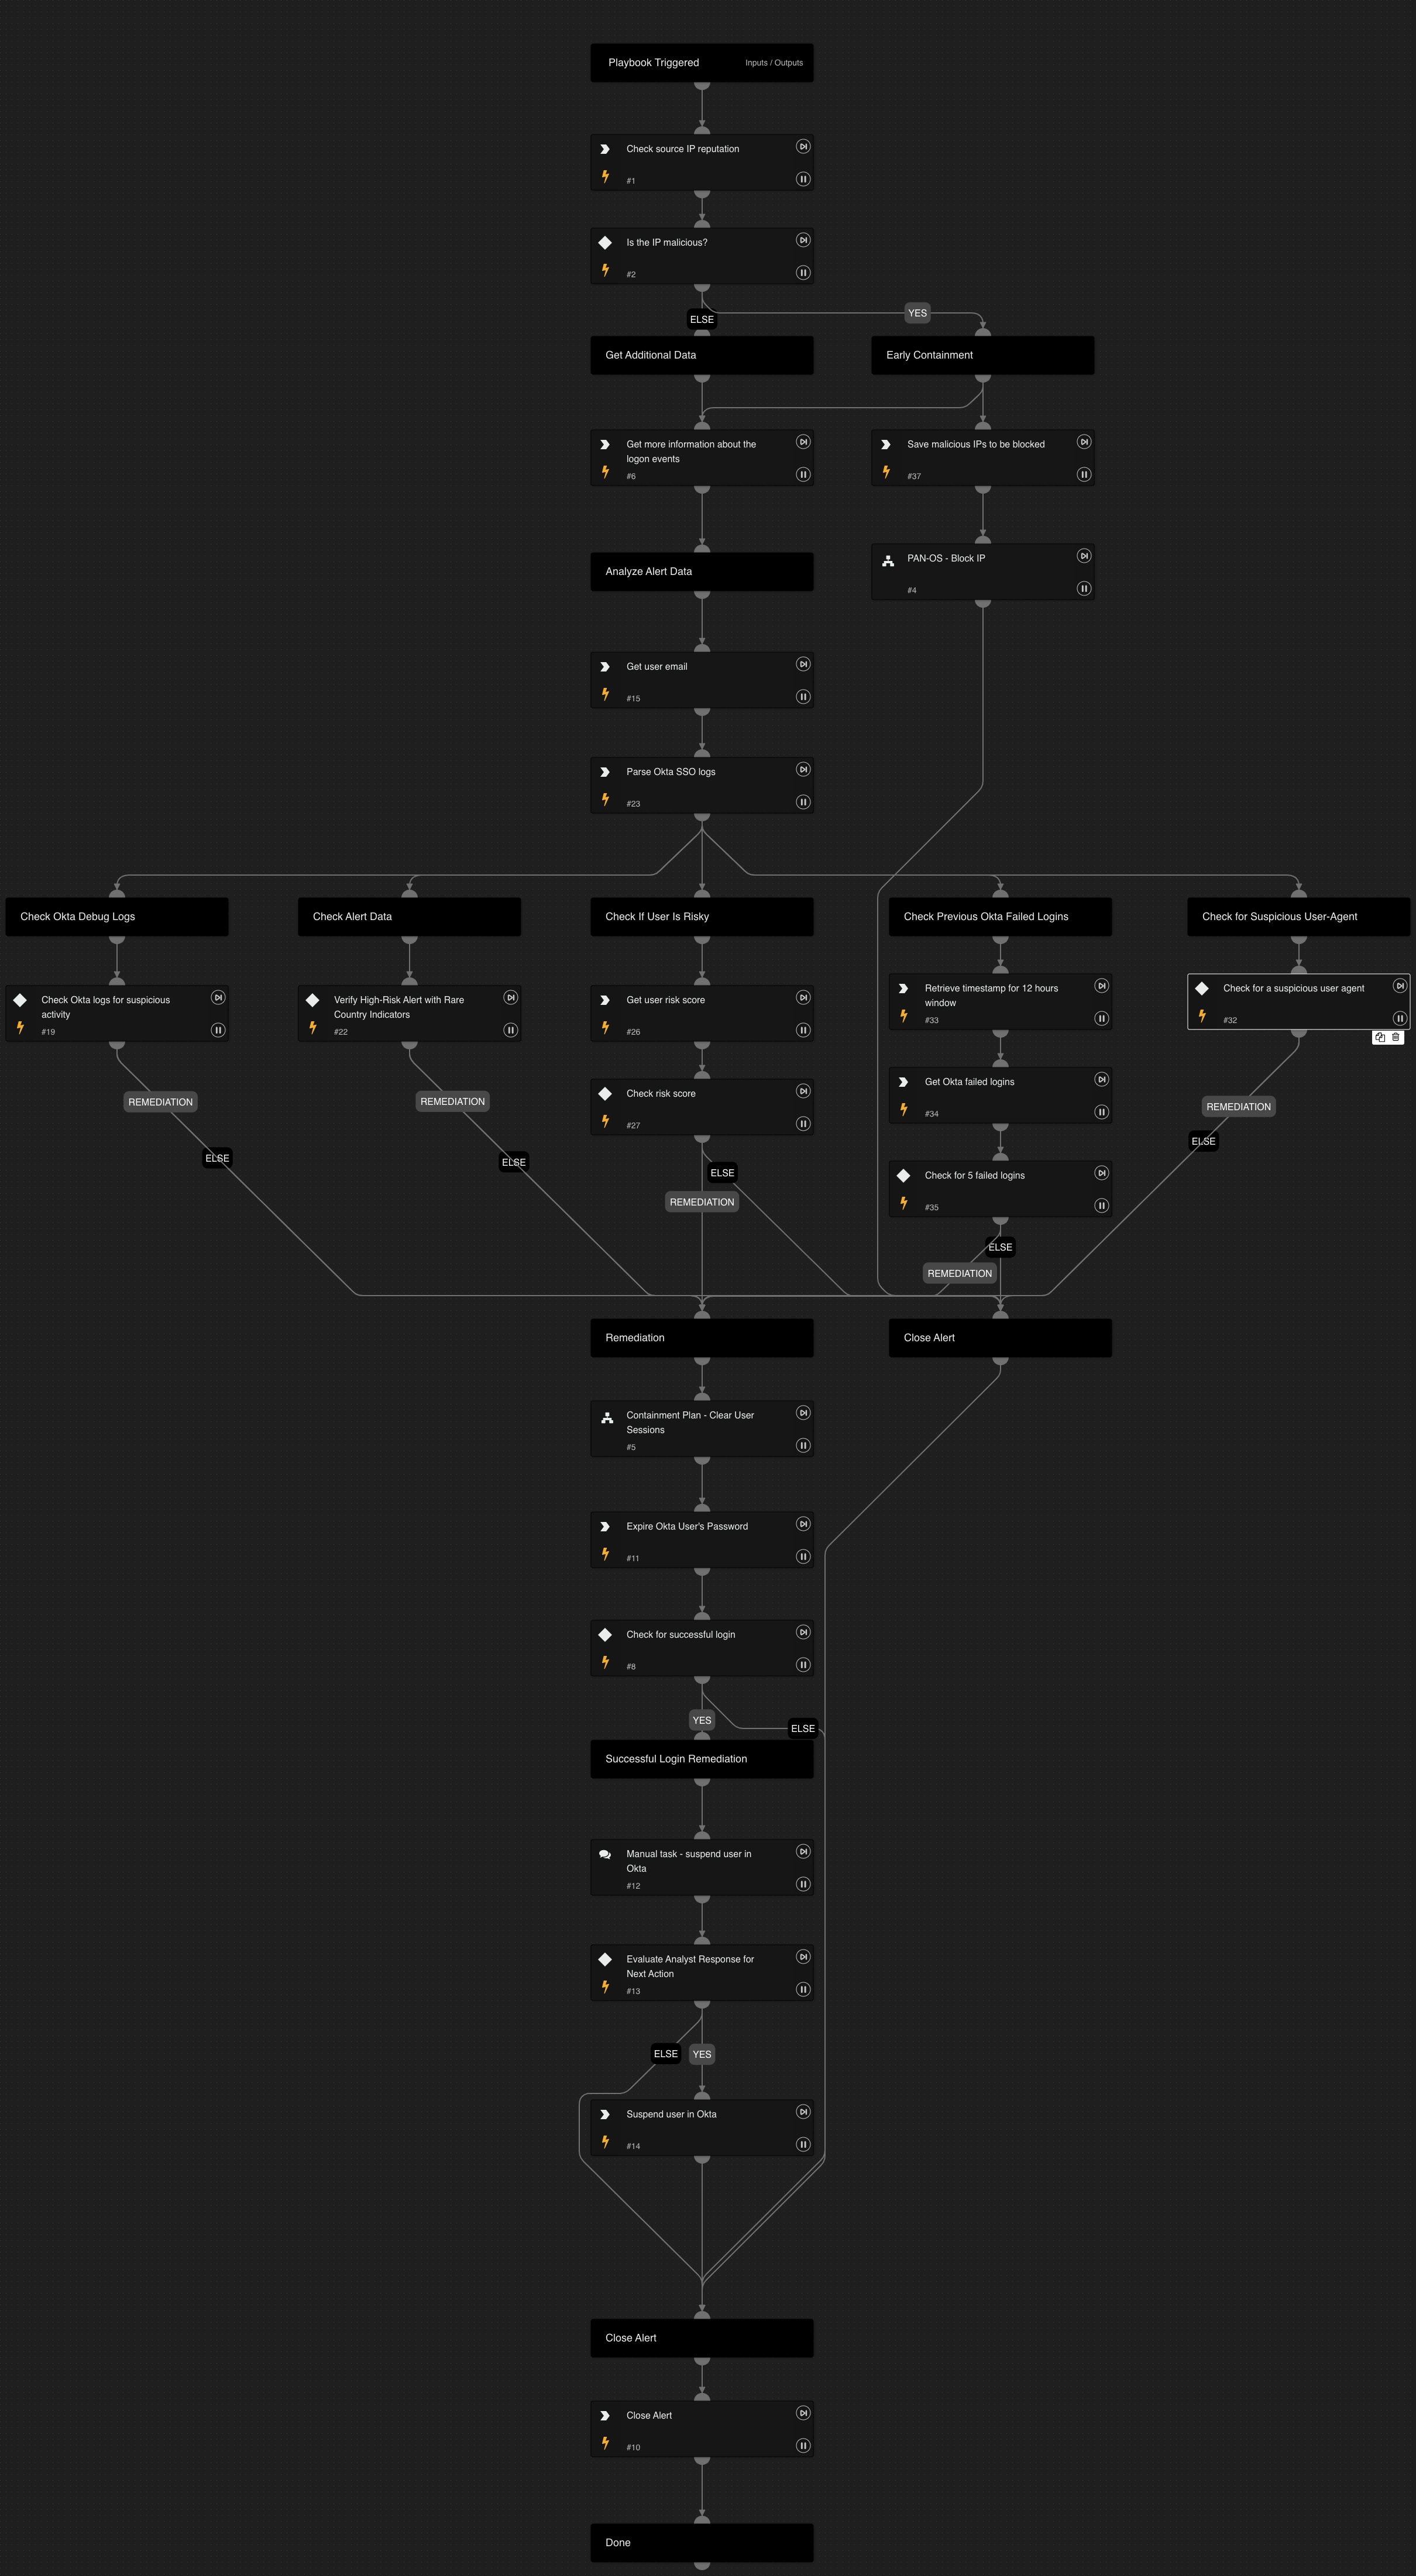 Playbook Triggered
Inputs / Outputs
Check source IP reputation
#1
Is the IP malicious?
#2
ELSE
YES
Get Additional Data
Early Containment
Get more information about the
logon events
#6
Save malicious IPs to be blocked
#37
Analyze Alert Data
PAN-OS - Block IP
#4
Get user email
#15
Parse Okta SSO logs
#23
Check Okta Debug Logs
Check Alert Data
Check If User Is Risky
Check Previous Okta Failed Logins
Check for Suspicious User-Agent
Check Okta logs for suspicious
activity
#19
Verify High-Risk Alert with Rare
Country Indicators
#22
Get user risk score
#26
Retrieve timestamp for 12 hours
window
#33
Check for a suspicious user agent
#32
Check risk score
#27
Get Okta failed logins
#34
REMEDIATION
REMEDIATION
REMEDIATION
ELSE
ELSE
ELSE
ELSE
Check for 5 failed logins
#35
REMEDIATION
ELSE
REMEDIATION
Remediation
Close Alert
Containment Plan - Clear User
Sessions
#5
Expire Okta User's Password
#11
Check for successful login
#8
YES
ELSE
Successful Login Remediation
Manual task - suspend user in
Okta
#12
Evaluate Analyst Response for
Next Action
#13
ELSE
YES
Suspend user in Okta
#14
Close Alert
Close Alert
#10
Done